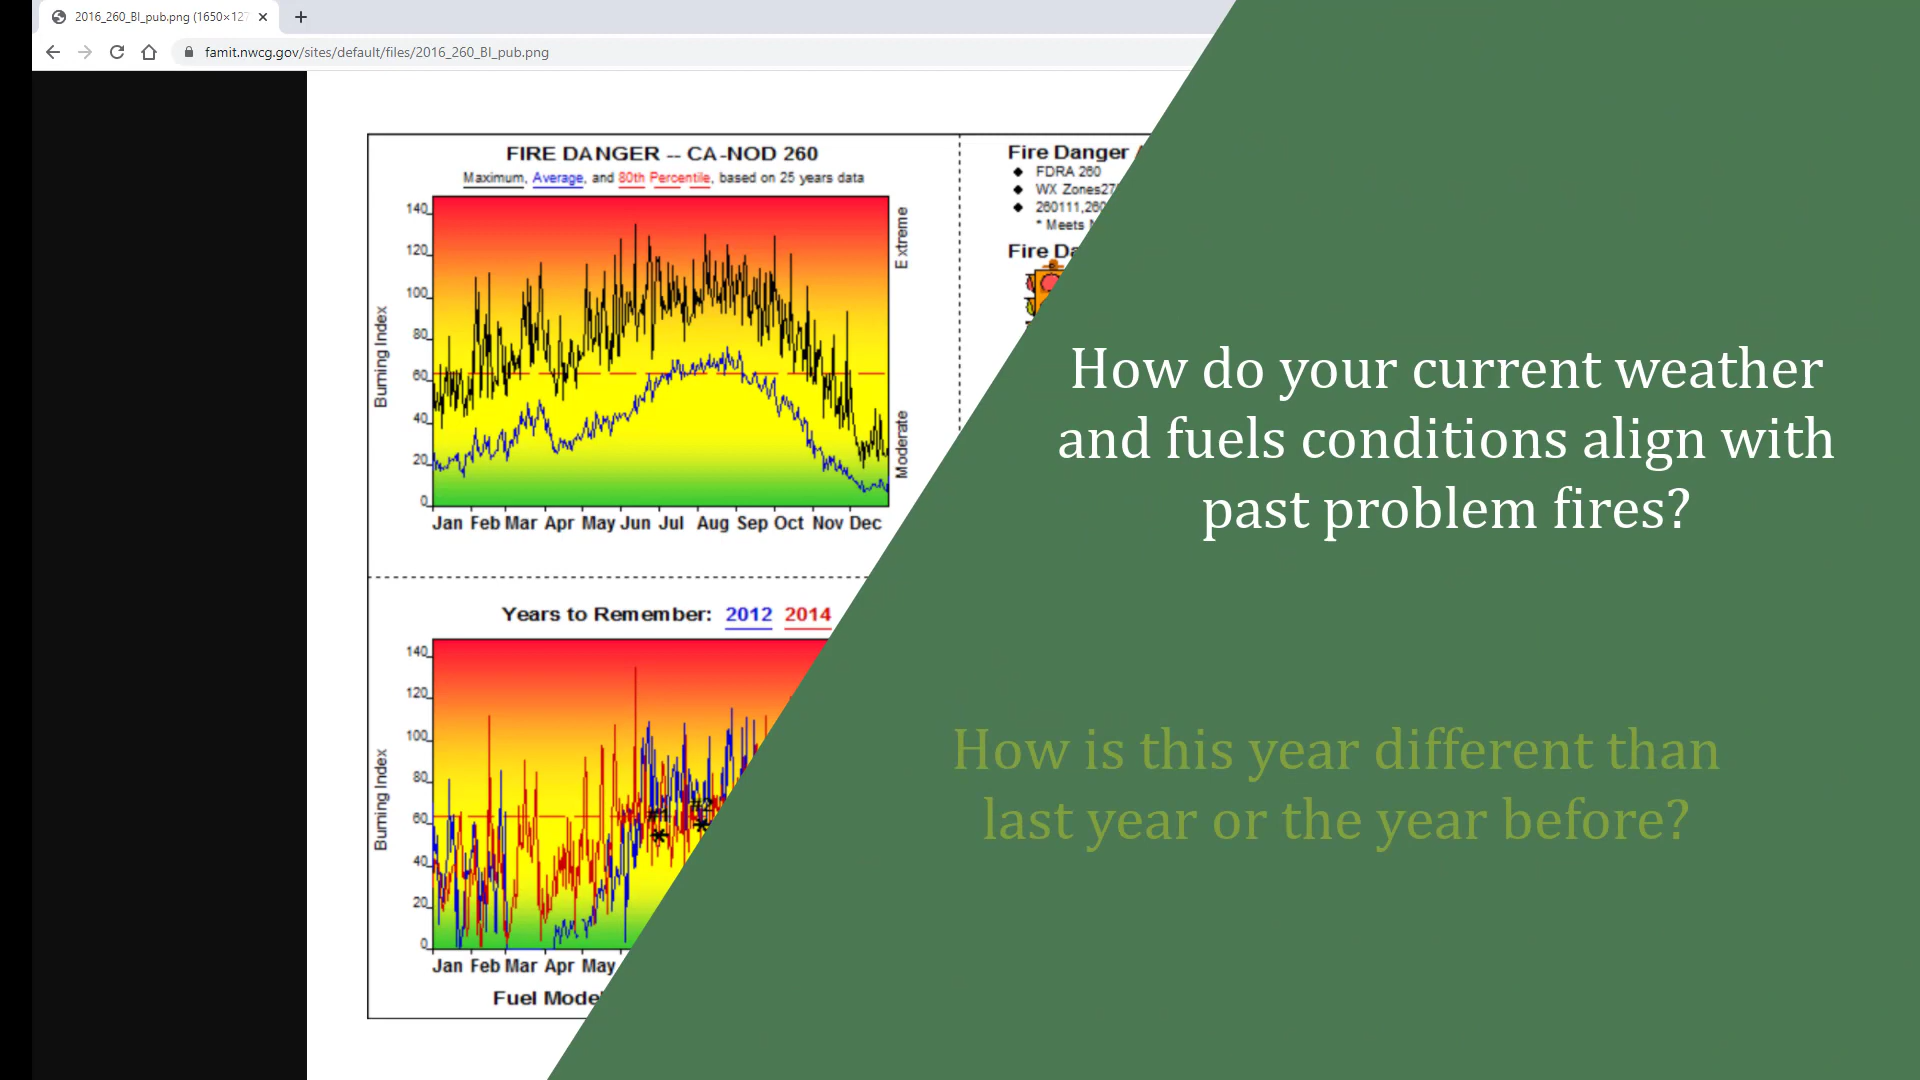 2016_260_BI_pub.png (1650×127
famit.nwcg.gov/sites/default/files/2016_260_BI_pub.png
FIRE DANGER -- CA-NOD 260
Maximum, Average, and 80th Percentile, based on 25 years data
140
120
100
80
60
40
20
0
Burning Index
Extreme
Moderate
Jan Feb Mar Apr May Jun Jul Aug Sep Oct Nov Dec
Fire Danger
FDRA 260
WX Zones27
260111,260
* Meets
Fire Da
Years to Remember: 2012 2014
140
120
100
80
60
40
20
0
Burning Index
Jan Feb Mar Apr May
Fuel Mode
How do your current weather
and fuels conditions align with
past problem fires?
How is this year different than
last year or the year before?